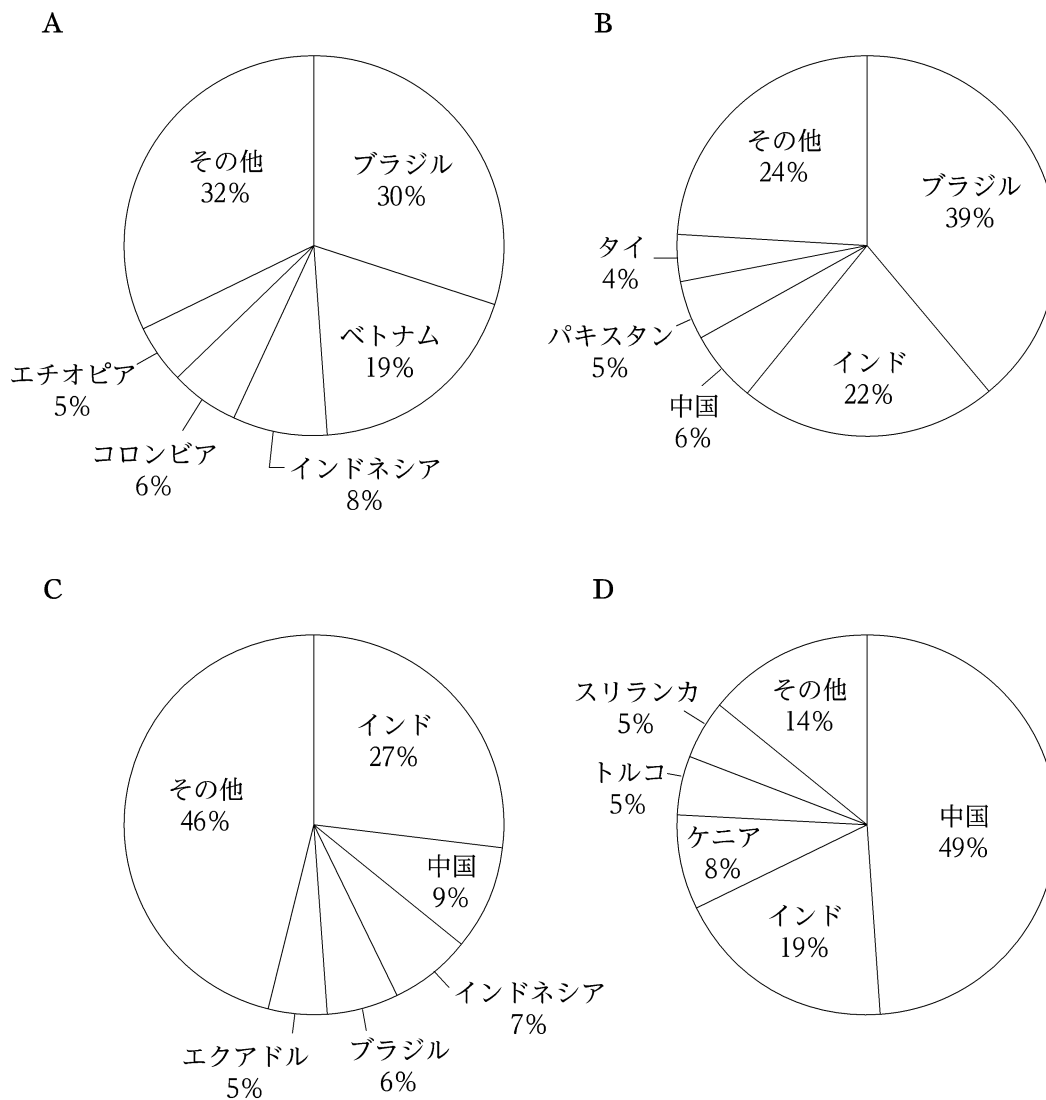 A
その他
32%
ブラジル
30%
ベトナム
19%
エチオピア
5%
コロンビア
6%
インドネシア
8%
B
その他
24%
ブラジル
39%
タイ
4%
パキスタン
5%
中国
6%
インド
22%
C
インド
27%
その他
46%
中国
9%
インドネシア
7%
ブラジル
6%
エクアドル
5%
D
スリランカ
5%
その他
14%
トルコ
5%
中国
49%
ケニア
8%
インド
19%